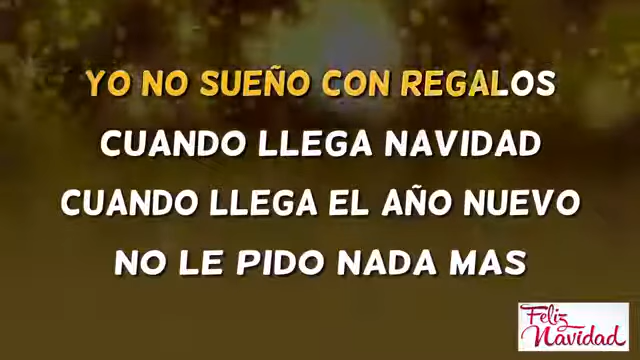 YO NO SUEÑO CON REGALOS
CUANDO LLEGA NAVIDAD
CUANDO LLEGA EL AÑO NUEVO
NO LE PIDO NADA MAS
Feliz
Navidad